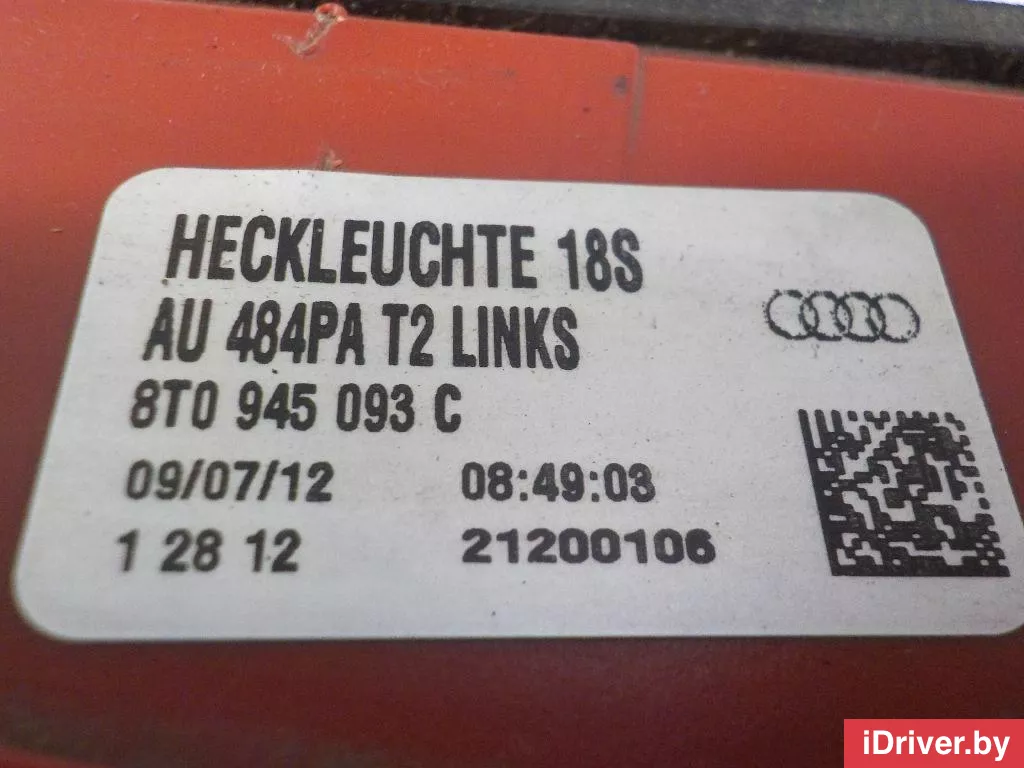 HECKLEUCHTE 18S
AU 484PA T2 LINKS
8T0 945 093 C
09/07/12 08:49:03
1 28 12 21200106
iDriver.by